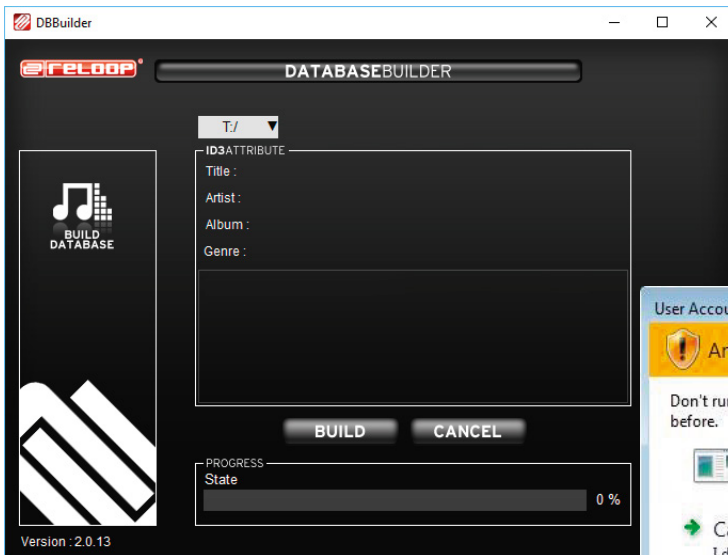 DBBuilder
reloop
DATABASEBUILDER
T:/
ID3ATTRIBUTE
Title :
Artist :
Album :
Genre :
BUILD
DATABASE
BUILD
CANCEL
PROGRESS
State
0 %
Version : 2.0.13
User Accou
An
Don't ru
before.